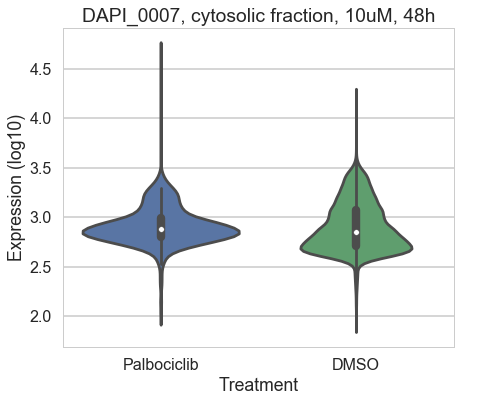 DAPI_0007, cytosolic fraction, 10uM, 48h
Expression (log10)
4.5
4.0
3.5
3.0
2.5
2.0
Palbociclib DMSO
Treatment